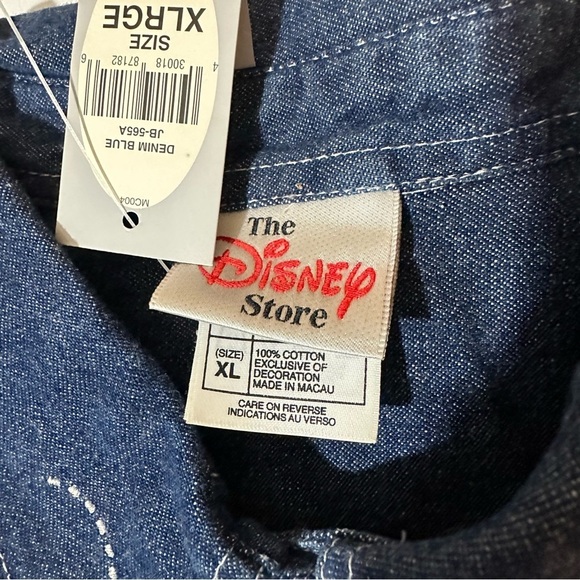 XLRGE
SIZE
4 30018 87182 6
DENIM BLUE
JB-565A
MC004
The
Disney
Store
(SIZE)
XL
100% COTTON
EXCLUSIVE OF
DECORATION
MADE IN MACAU
CARE ON REVERSE
INDICATIONS AU VERSO